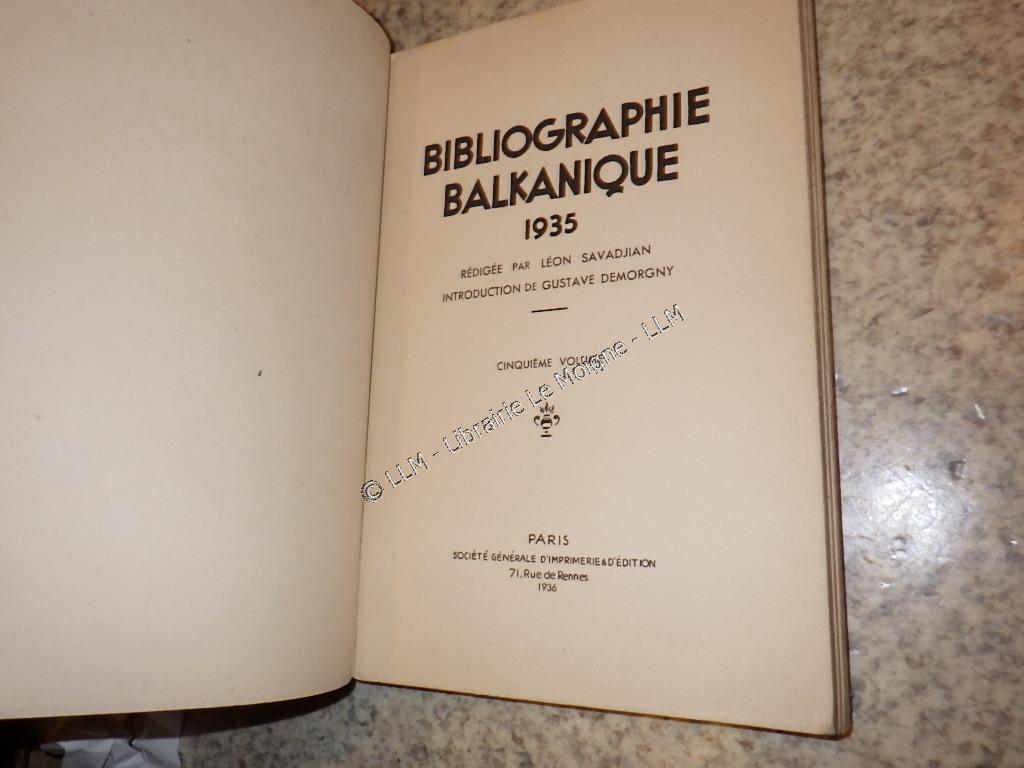 BIBLIOGRAPHIE
BALKANIQUE
1935
RÉDIGÉE PAR LÉON SAVADJIAN
INTRODUCTION DE GUSTAVE DEMORGNY
CINQUIÈME
© LLM - Librairie Le Moigne - LLM
PARIS
SOCIÉTÉ GÉNÉRALE D'IMPRIMERIE & D'ÉDITION
71, Rue de Rennes
1936